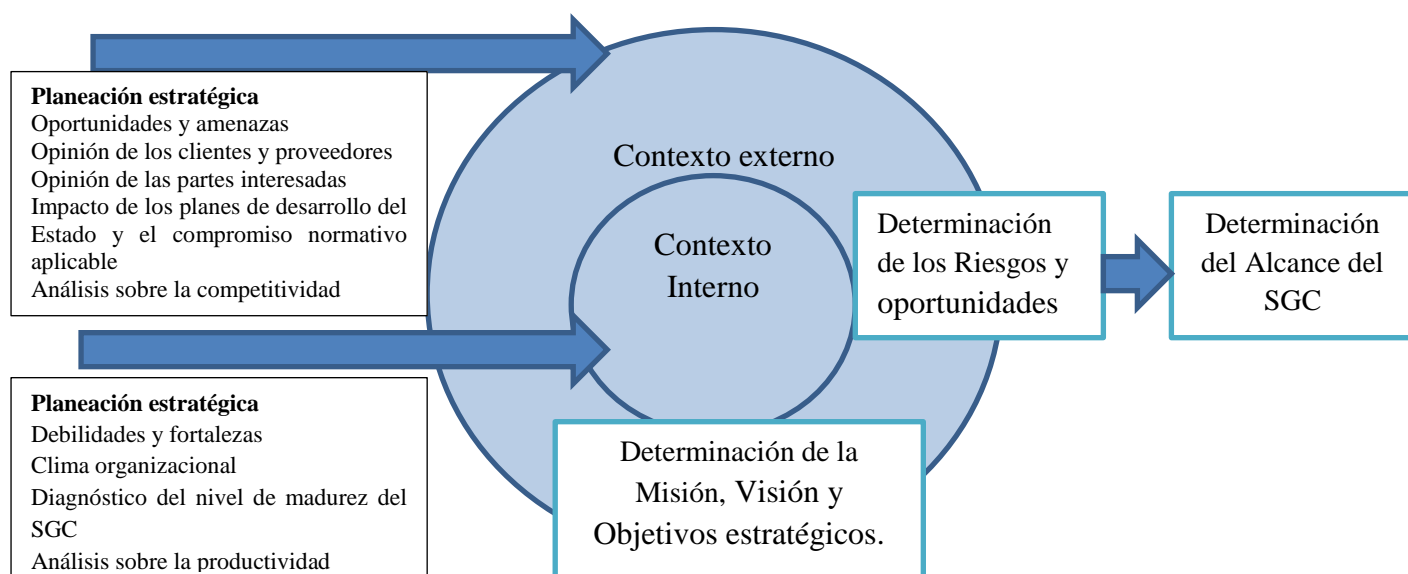 Planeación estratégica
Oportunidades y amenazas
Opinión de los clientes y proveedores
Opinión de las partes interesadas
Impacto de los planes de desarrollo del
Estado y el compromiso normativo
aplicable
Análisis sobre la competitividad
Planeación estratégica
Debilidades y fortalezas
Clima organizacional
Diagnóstico del nivel de madurez del
SGC
Análisis sobre la productividad
Contexto externo
Contexto
Interno
Determinación de la
Misión, Visión y
Objetivos estratégicos.
Determinación
de los Riesgos y
oportunidades
Determinación
del Alcance del
SGC